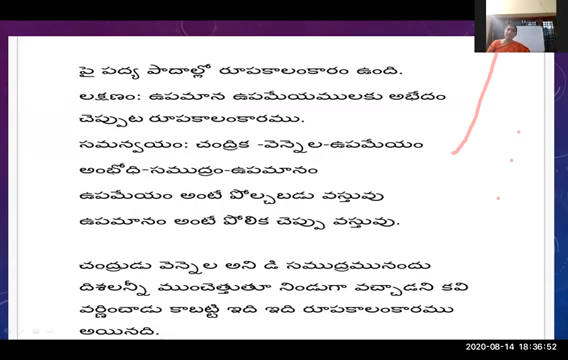 పై పద్య పాదాల్లో రూపకాలంకారం ఉంది.
లక్షణం: ఉపమాన ఉపమేయములకు అభేదం
చెప్పుట రూపకాలంకారము.
సమన్వయం: చంద్రిక -వెన్నెల-ఉపమేయం
అంభోధి-సముద్రం-ఉపమానం
ఉపమేయం అంటే పోల్చబడు వస్తువు
ఉపమానం అంటే పోలిక చెప్పు వస్తువు.
చంద్రుడు వెన్నెల అని డి సముద్రమునందు
దిశలన్నీ ముంచెత్తుతూ నిండుగా వచ్చాడని కవి
వర్ణించాడు కాబట్టి ఇది ఇది రూపకాలంకారము
అయినది.
2020-08-14 18:36:52